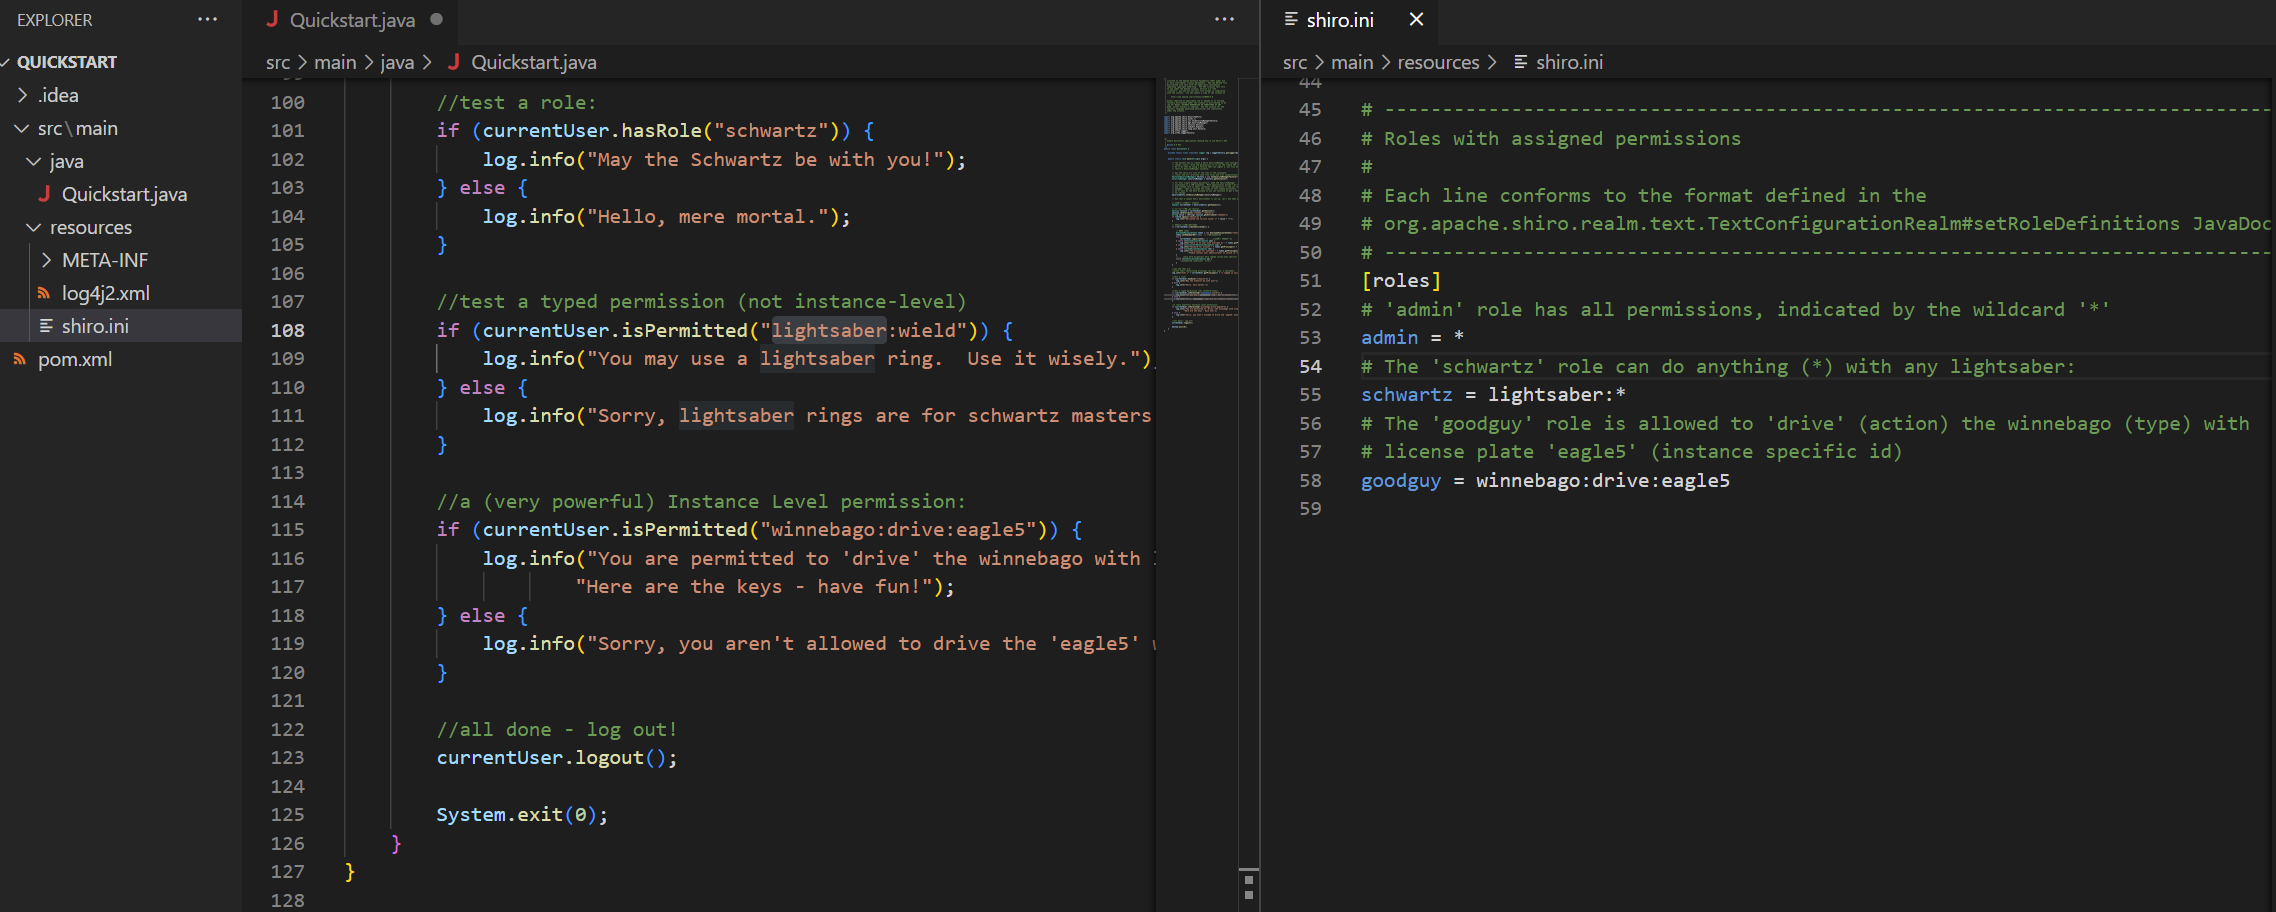 EXPLORER
QUICKSTART
.idea
src\main
java
Quickstart.java
resources
META-INF
log4j2.xml
shiro.ini
pom.xml
Quickstart.java
src > main > java > Quickstart.java
100 //test a role:
101 if (currentUser.hasRole("schwartz")) {
102 log.info("May the Schwartz be with you!");
103 } else {
104 log.info("Hello, mere mortal.");
105 }
106
107 //test a typed permission (not instance-level)
108 if (currentUser.isPermitted("lightsaber:wield")) {
109 log.info("You may use a lightsaber ring.  Use it wisely.")
110 } else {
111 log.info("Sorry, lightsaber rings are for schwartz masters
112 }
113
114 //a (very powerful) Instance Level permission:
115 if (currentUser.isPermitted("winnebago:drive:eagle5")) {
116 log.info("You are permitted to 'drive' the winnebago with
117 "Here are the keys - have fun!");
118 } else {
119 log.info("Sorry, you aren't allowed to drive the 'eagle5'
120 }
121
122 //all done - log out!
123 currentUser.logout();
124
125 System.exit(0);
126 }
127 }
128
shiro.ini
src > main > resources > shiro.ini
44
45 # -----------------------------------------------------------------------------
46 # Roles with assigned permissions
47 #
48 # Each line conforms to the format defined in the
49 # org.apache.shiro.realm.text.TextConfigurationRealm#setRoleDefinitions JavaDoc
50 # -----------------------------------------------------------------------------
51 [roles]
52 # 'admin' role has all permissions, indicated by the wildcard '*'
53 admin = *
54 # The 'schwartz' role can do anything (*) with any lightsaber:
55 schwartz = lightsaber:*
56 # The 'goodguy' role is allowed to 'drive' (action) the winnebago (type) with
57 # license plate 'eagle5' (instance specific id)
58 goodguy = winnebago:drive:eagle5
59